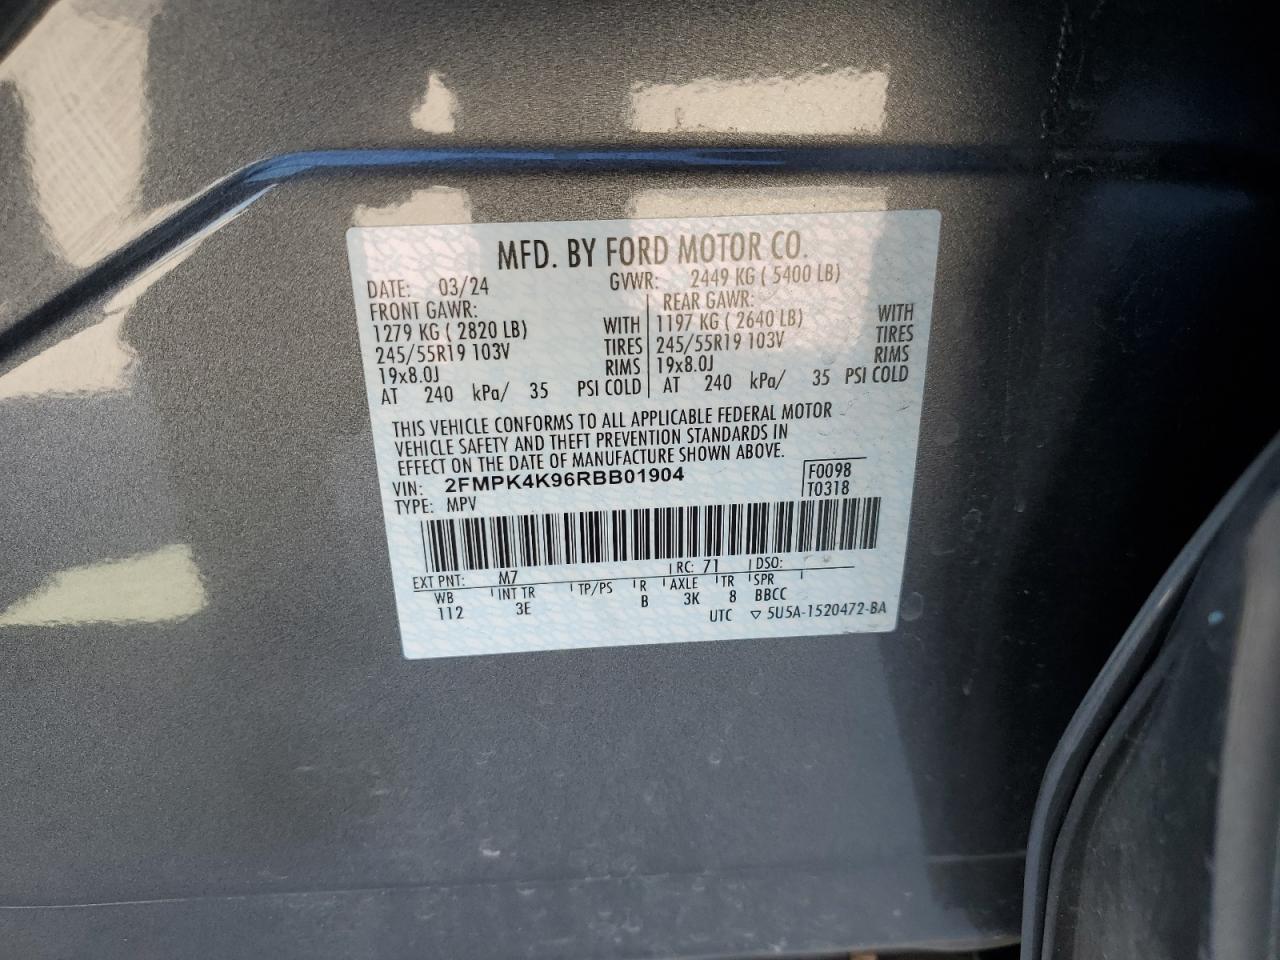 MFD. BY FORD MOTOR CO.
DATE: 03/24 GVWR: 2449 KG ( 5400 LB)
FRONT GAWR: REAR GAWR:
1279 KG ( 2820 LB) WITH 1197 KG ( 2640 LB) WITH
245/55R19 103V TIRES 245/55R19 103V TIRES
19x8.0J RIMS 19x8.0J RIMS
AT 240 kPa/ 35 PSI COLD AT 240 kPa/ 35 PSI COLD
THIS VEHICLE CONFORMS TO ALL APPLICABLE FEDERAL MOTOR
VEHICLE SAFETY AND THEFT PREVENTION STANDARDS IN
EFFECT ON THE DATE OF MANUFACTURE SHOWN ABOVE.
VIN: 2FMPK4K96RBB01904 F0098
TYPE: MPV T0318
EXT PNT: M7 RC: 71 DSO:
WB INT TR TP/PS R AXLE TR SPR
112 3E B 3K 8 BBCC
UTC ▽ 5U5A-1520472-BA